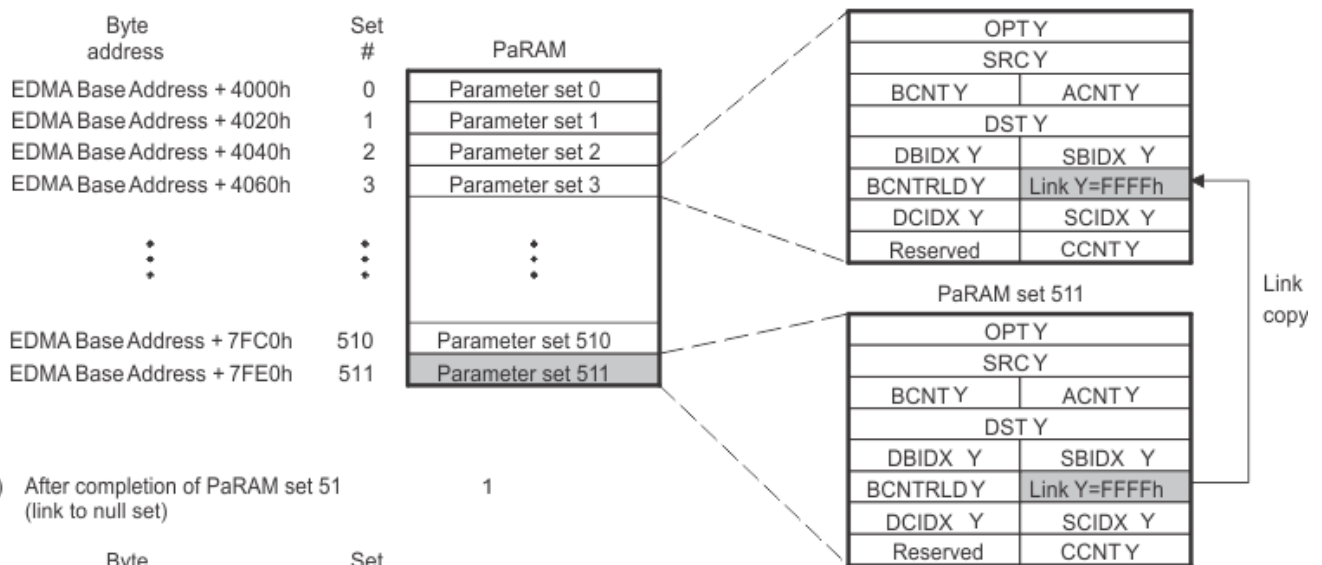 Byte address Set # PaRAM
EDMA Base Address + 4000h 0 Parameter set 0
EDMA Base Address + 4020h 1 Parameter set 1
EDMA Base Address + 4040h 2 Parameter set 2
EDMA Base Address + 4060h 3 Parameter set 3
EDMA Base Address + 7FC0h 510 Parameter set 510
EDMA Base Address + 7FE0h 511 Parameter set 511
OPT Y
SRC Y
BCNT Y ACNT Y
DST Y
DBIDX Y SBIDX Y
BCNTRLD Y Link Y=FFFFh
DCIDX Y SCIDX Y
Reserved CCNT Y
Link
copy
PaRAM set 511
OPT Y
SRC Y
BCNT Y ACNT Y
DST Y
DBIDX Y SBIDX Y
BCNTRLD Y Link Y=FFFFh
DCIDX Y SCIDX Y
Reserved CCNT Y
) After completion of PaRAM set 51 1
(link to null set)
Byte Set